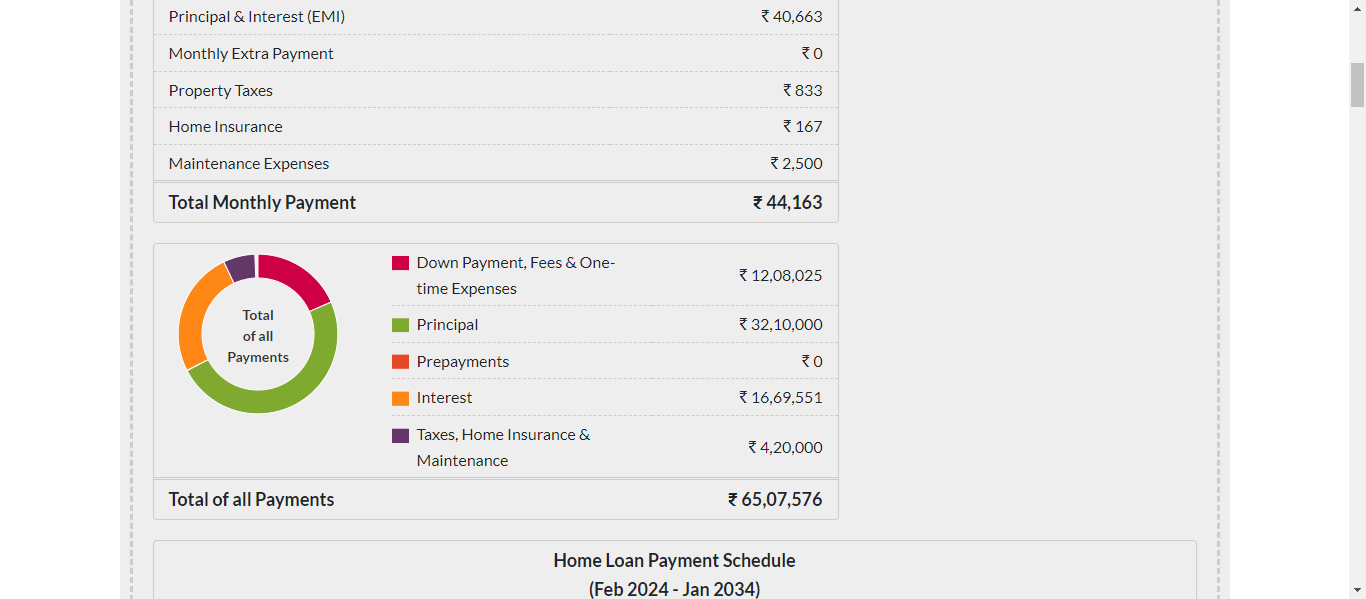 Principal & Interest (EMI) ₹ 40,663
Monthly Extra Payment ₹ 0
Property Taxes ₹ 833
Home Insurance ₹ 167
Maintenance Expenses ₹ 2,500
Total Monthly Payment ₹ 44,163
Total
of all
Payments
Down Payment, Fees & One-
time Expenses ₹ 12,08,025
Principal ₹ 32,10,000
Prepayments ₹ 0
Interest ₹ 16,69,551
Taxes, Home Insurance &
Maintenance ₹ 4,20,000
Total of all Payments ₹ 65,07,576
Home Loan Payment Schedule
(Feb 2024 - Jan 2034)